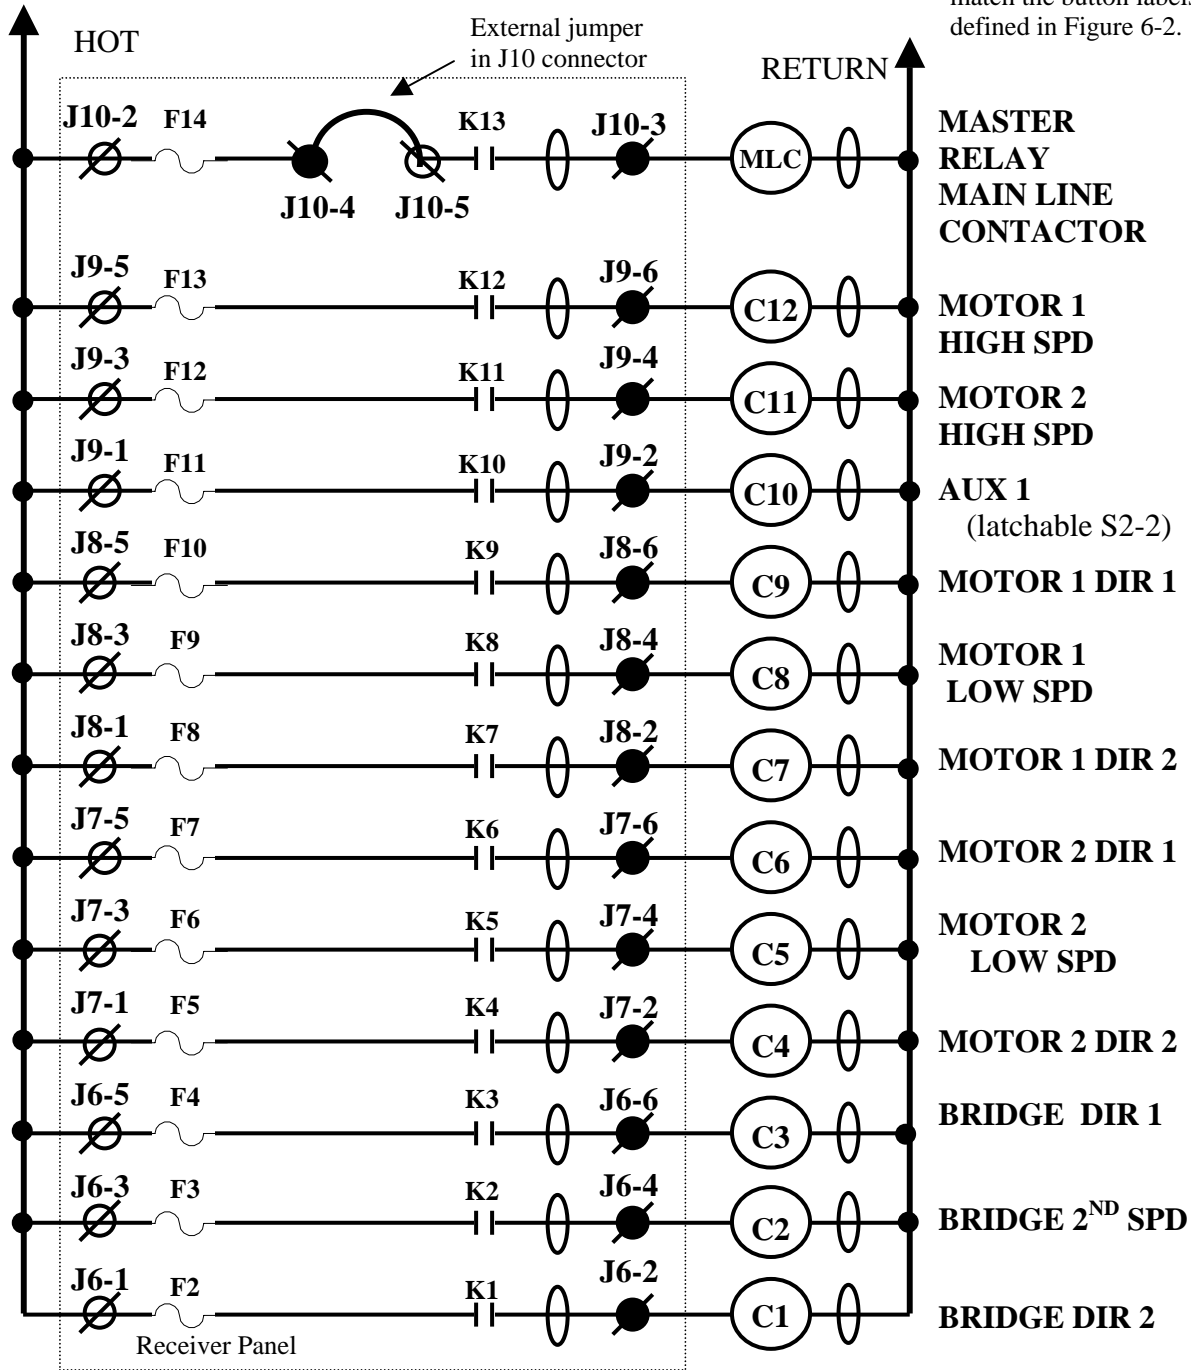 match the button labels
defined in Figure 6-2.
HOT
External jumper
in J10 connector
RETURN
J10-2 F14 K13 J10-3
MLC
J10-4 J10-5
MASTER
RELAY
MAIN LINE
CONTACTOR
J9-5 F13 K12 J9-6
C12
MOTOR 1
HIGH SPD
J9-3 F12 K11 J9-4
C11
MOTOR 2
HIGH SPD
J9-1 F11 K10 J9-2
C10
AUX 1
(latchable S2-2)
J8-5 F10 K9 J8-6
C9
MOTOR 1 DIR 1
J8-3 F9 K8 J8-4
C8
MOTOR 1
LOW SPD
J8-1 F8 K7 J8-2
C7
MOTOR 1 DIR 2
J7-5 F7 K6 J7-6
C6
MOTOR 2 DIR 1
J7-3 F6 K5 J7-4
C5
MOTOR 2
LOW SPD
J7-1 F5 K4 J7-2
C4
MOTOR 2 DIR 2
J6-5 F4 K3 J6-6
C3
BRIDGE DIR 1
J6-3 F3 K2 J6-4
C2
BRIDGE 2ND SPD
J6-1 F2 K1 J6-2
C1
BRIDGE DIR 2
Receiver Panel